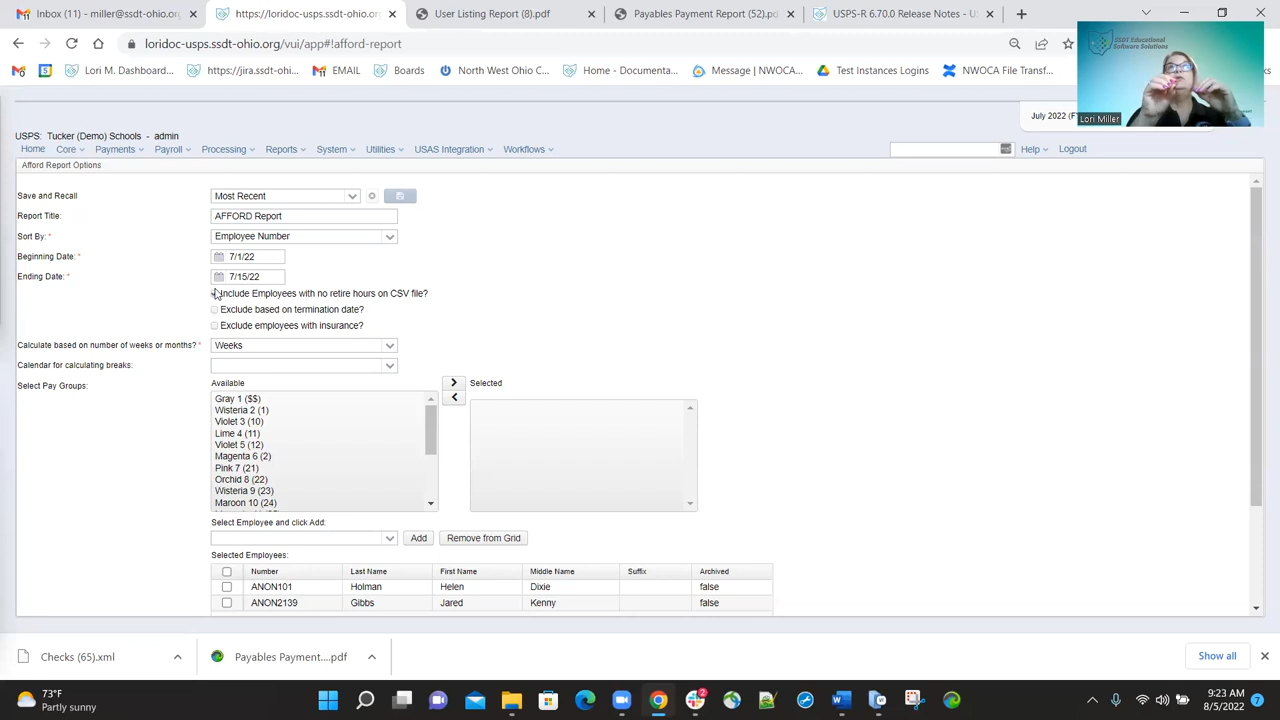 Inbox (11) - miller@ssdt-ohio.or
https://loridoc-usps.ssdt-ohio.or
User Listing Report (9).pdf
Payables Payment Report (52).pd
USPS-R 6.70.0 Release Notes - U
loridoc-usps.ssdt-ohio.org/vui/app#!afford-report
Lori M. Dashboard...
https://jira.ssdt-ohi...
EMAIL
Boards
North West Ohio C...
Home - Documenta...
Message | NWOCA...
Test Instances Logins
NWOCA File Transf...
SSDT Educational
Software Solutions
Lori Miller
July 2022 (F
USPS: Tucker (Demo) Schools - admin
Home Core Payments Payroll Processing Reports System Utilities USAS Integration Workflows Help Logout
Afford Report Options
Save and Recall Most Recent
Report Title: AFFORD Report
Sort By: * Employee Number
Beginning Date: * 7/1/22
Ending Date: * 7/15/22
Include Employees with no retire hours on CSV file?
Exclude based on termination date?
Exclude employees with insurance?
Calculate based on number of weeks or months? * Weeks
Calendar for calculating breaks:
Select Pay Groups: Available Selected
Gray 1 ($$)
Wisteria 2 (1)
Violet 3 (10)
Lime 4 (11)
Violet 5 (12)
Magenta 6 (2)
Pink 7 (21)
Orchid 8 (22)
Wisteria 9 (23)
Maroon 10 (24)
Select Employee and click Add:
Add Remove from Grid
Selected Employees:
Number Last Name First Name Middle Name Suffix Archived
ANON101 Holman Helen Dixie false
ANON2139 Gibbs Jared Kenny false
Checks (65).xml
Payables Payment....pdf
Show all
73°F
Partly sunny
2
9:23 AM
8/5/2022
7